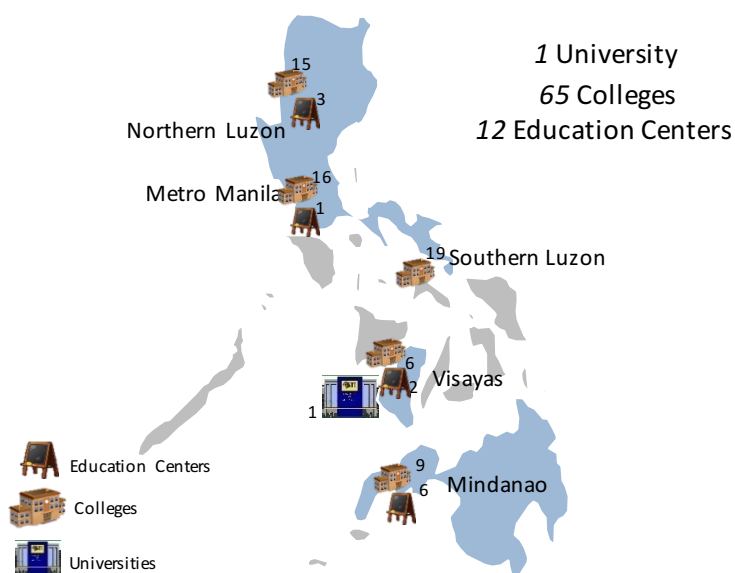 15
1 University
65 Colleges
3
12 Education Centers
Northern Luzon
16
Metro Manila
1
19
Southern Luzon
6
Visayas
2
1
9
Mindanao
6
Education Centers
Colleges
Universities